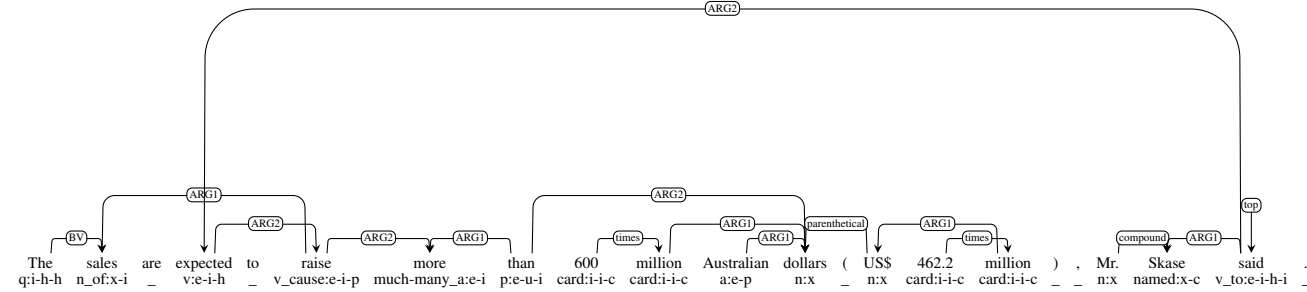 ARG2
ARG1 ARG2 top
BV ARG2 ARG2 ARG1 times ARG1 ARG1 parenthetical ARG1 times compound ARG1
The sales are expected to raise more than 600 million Australian dollars ( US$ 462.2 million ) , Mr. Skase said .
q:i-h-h n_of:x-i _ v:e-i-h _ v_cause:e-i-p much-many_a:e-i p:e-u-i card:i-i-c card:i-i-c a:e-p n:x _ n:x card:i-i-c card:i-i-c _ _ n:x named:x-c v_to:e-i-h-i _